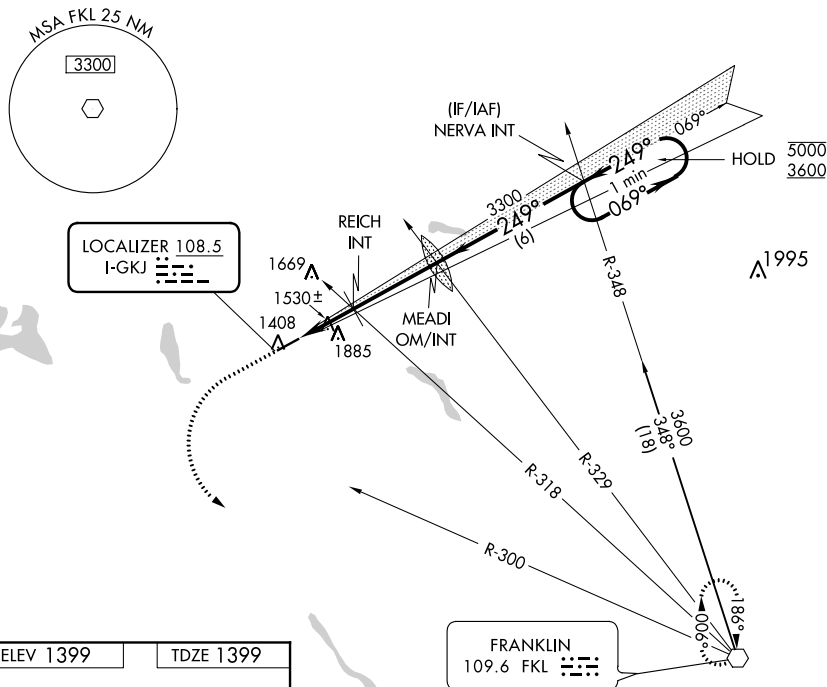 MSA FKL 25 NM
3300
(IF/IAF)
NERVA INT
069°
249°
1 min
069°
HOLD
5000
3600
3300
249°
(6)
REICH
INT
LOCALIZER 108.5
I-GKJ
1669
1530±
1408
1885
MEADI
OM/INT
1995
R-348
3600
348°
(18)
R-329
R-318
R-300
186°
006°
FRANKLIN
109.6 FKL
ELEV 1399
TDZE 1399